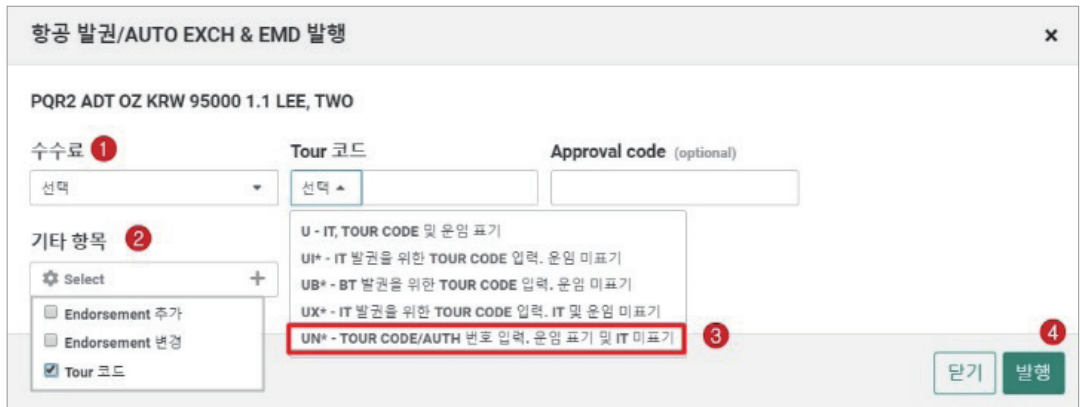 항공 발권/AUTO EXCH & EMD 발행
×
PQR2 ADT OZ KRW 95000 1.1 LEE, TWO
수수료 1
Tour 코드
Approval code (optional)
선택
선택
기타 항목 2
Select +
Endorsement 추가
Endorsement 변경
Tour 코드
U - IT, TOUR CODE 및 운임 표기
UI* - IT 발권을 위한 TOUR CODE 입력. 운임 미표기
UB* - BT 발권을 위한 TOUR CODE 입력. 운임 미표기
UX* - IT 발권을 위한 TOUR CODE 입력. IT 및 운임 미표기
UN* - TOUR CODE/AUTH 번호 입력. 운임 표기 및 IT 미표기
3
4
닫기
발행